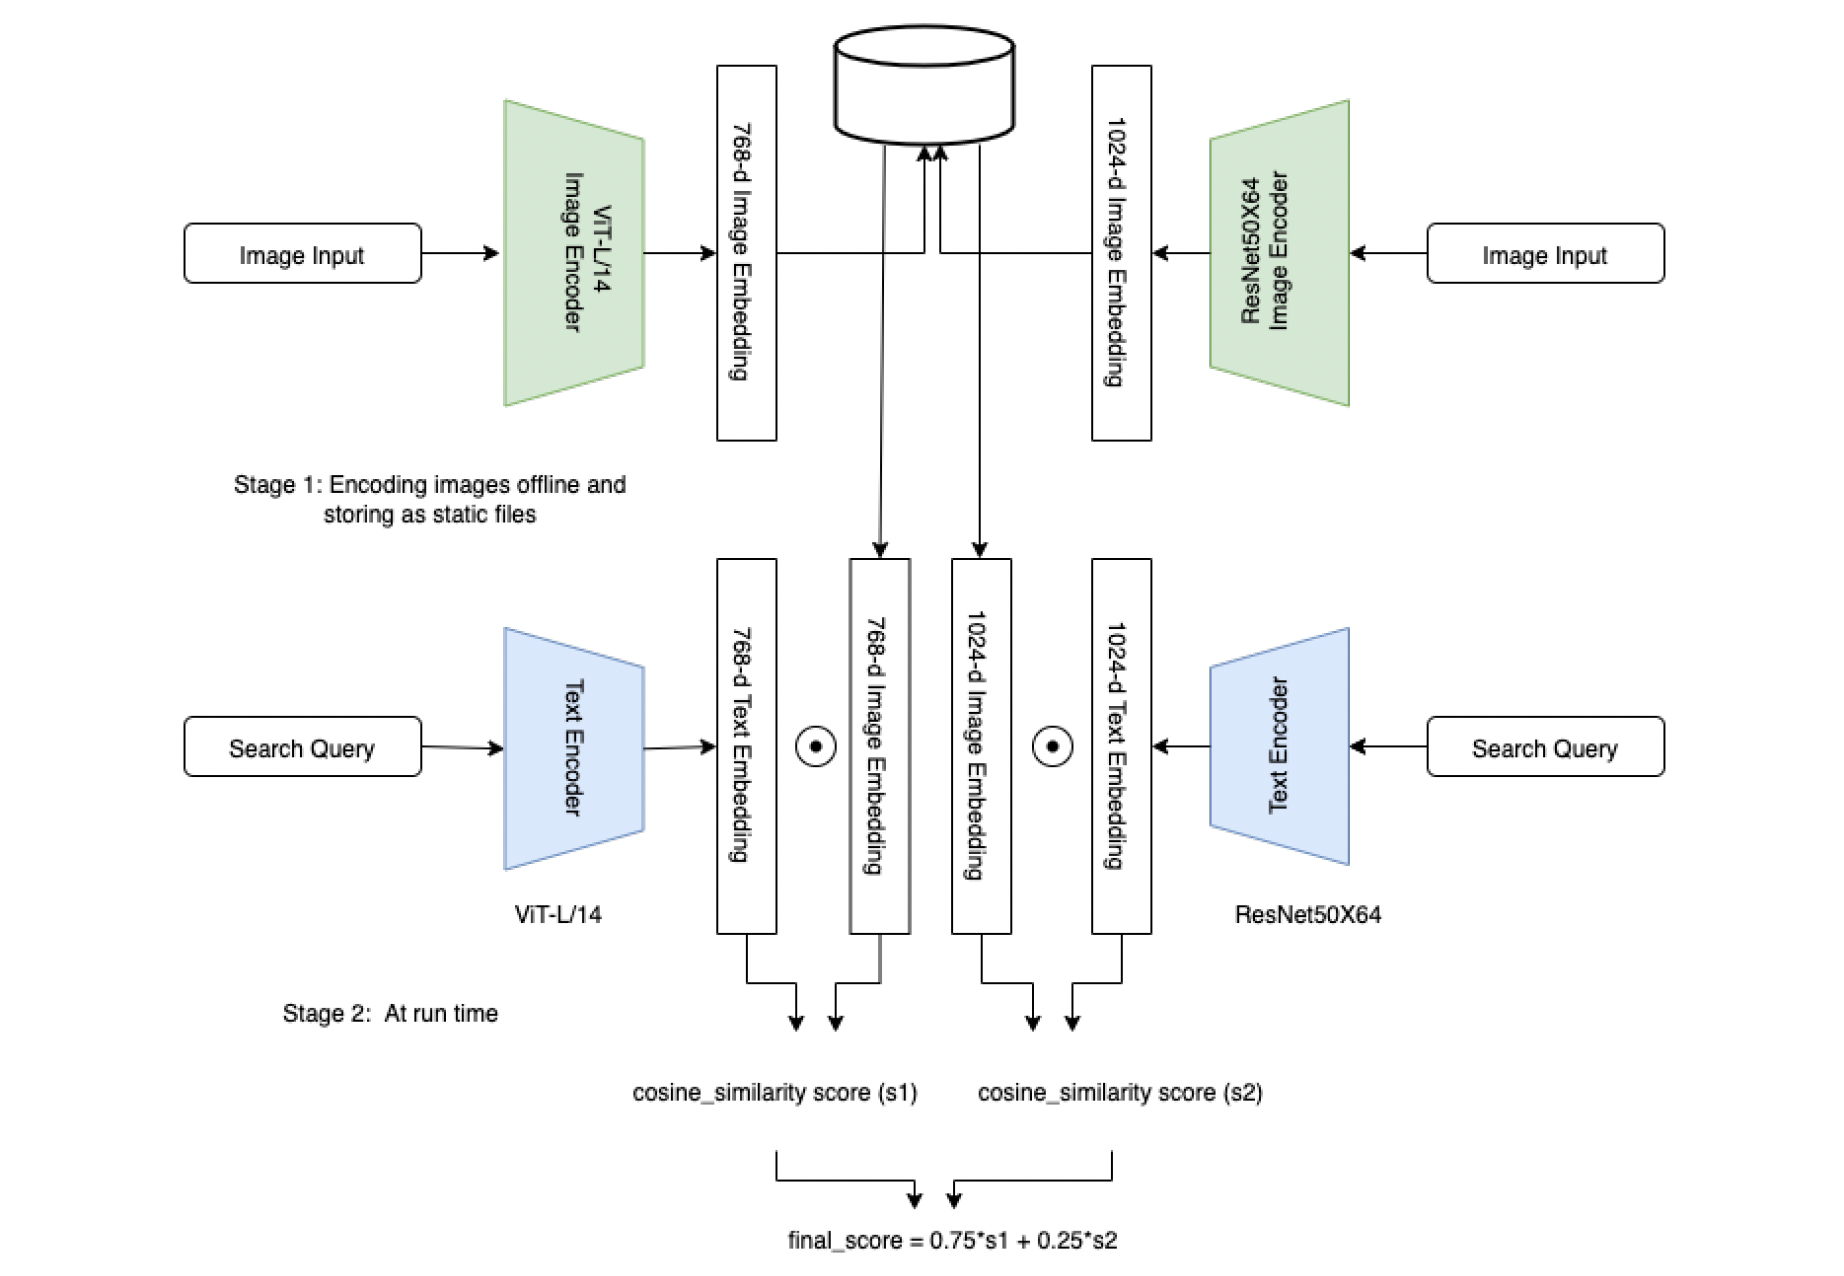 Image Input
ViT-L/14
Image Encoder
768-d Image Embedding
1024-d Image Embedding
ResNet50X64
Image Encoder
Image Input
Stage 1: Encoding images offline and
storing as static files
Search Query
Text Encoder
768-d Text Embedding
768-d Image Embedding
1024-d Image Embedding
1024-d Text Embedding
Text Encoder
Search Query
ViT-L/14
ResNet50X64
Stage 2: At run time
cosine_similarity score (s1)
cosine_similarity score (s2)
final_score = 0.75*s1 + 0.25*s2